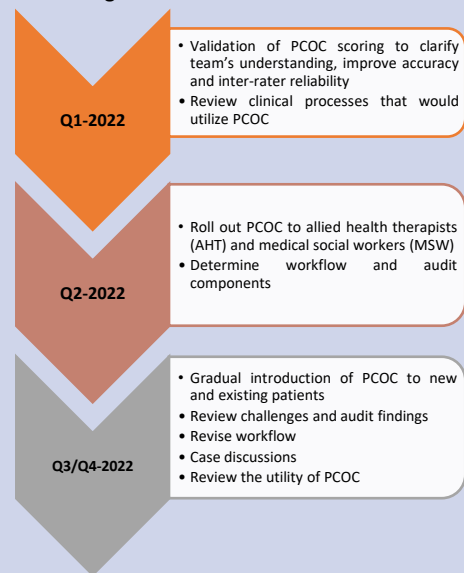 Q1-2022
• Validation of PCOC scoring to clarify
team's understanding, improve accuracy
and inter-rater reliability
• Review clinical processes that would
utilize PCOC
Q2-2022
• Roll out PCOC to allied health therapists
(AHT) and medical social workers (MSW)
• Determine workflow and audit
components
Q3/Q4-2022
• Gradual introduction of PCOC to new
and existing patients
• Review challenges and audit findings
• Revise workflow
• Case discussions
• Review the utility of PCOC